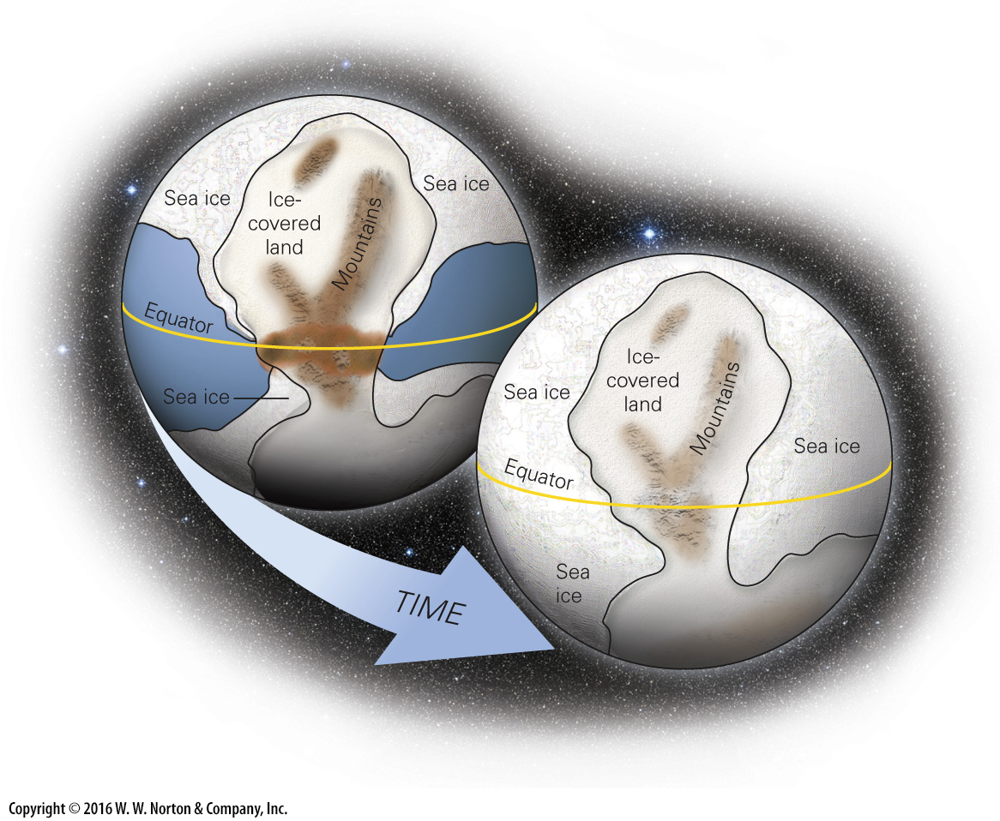 Sea ice
Sea ice
Ice-
covered
land
Mountains
Equator
Sea ice
Ice-
covered
land
Mountains
Sea ice
Sea ice
Equator
Sea
ice
TIME
Copyright © 2016 W. W. Norton & Company, Inc.